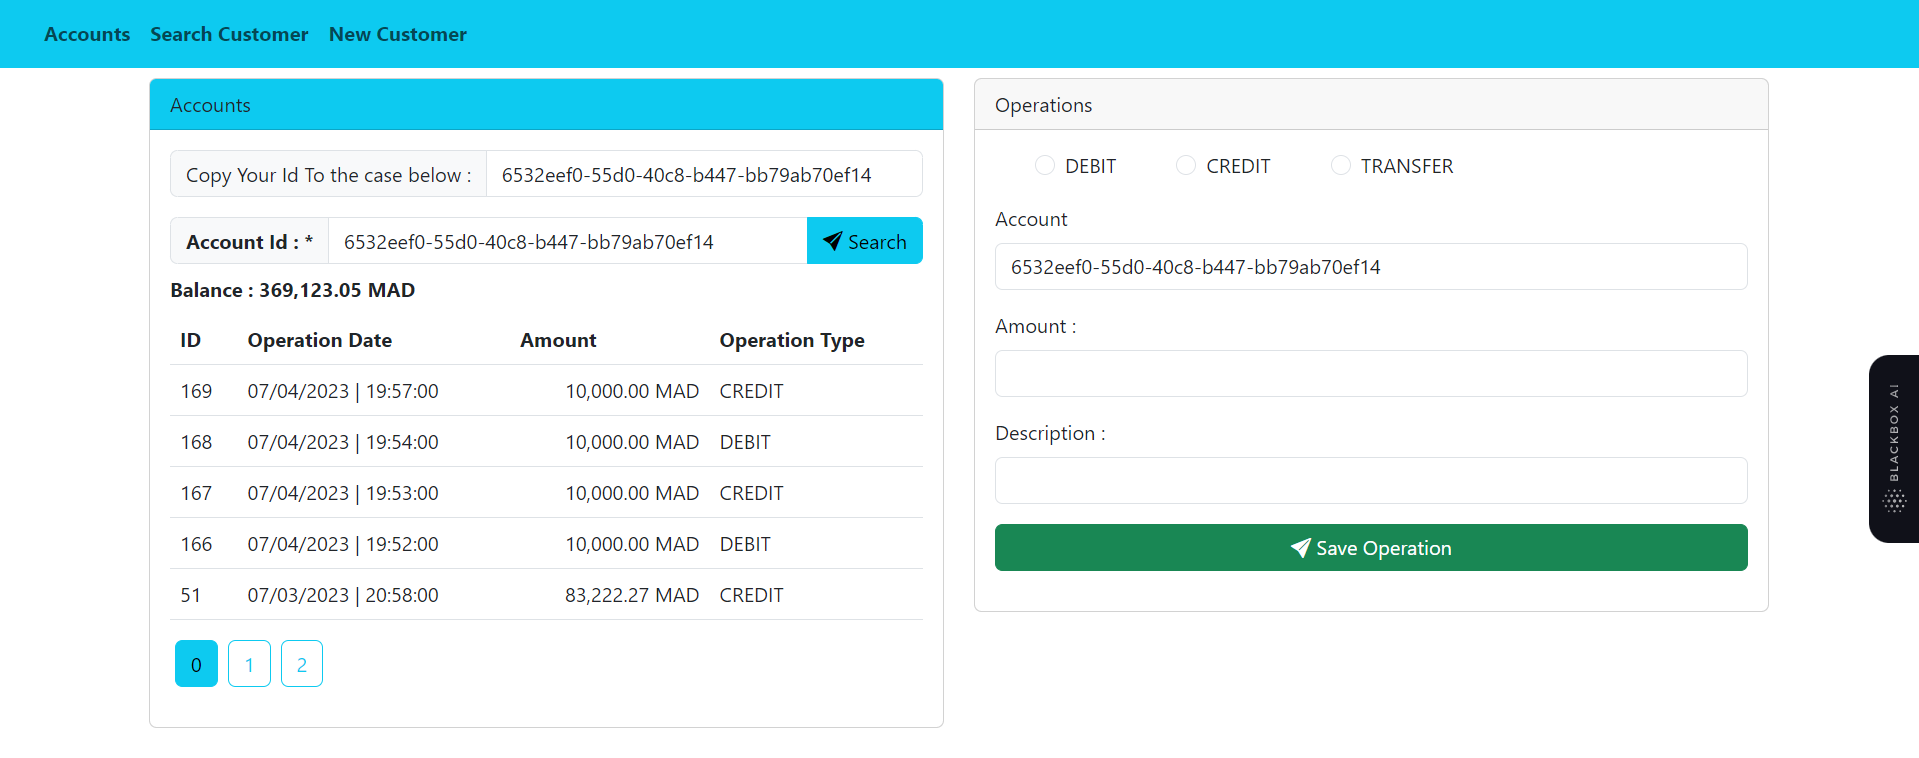 Accounts Search Customer New Customer
Accounts
Copy Your Id To the case below : 6532eef0-55d0-40c8-b447-bb79ab70ef14
Account Id : * 6532eef0-55d0-40c8-b447-bb79ab70ef14 Search
Balance : 369,123.05 MAD
ID Operation Date Amount Operation Type
169 07/04/2023 | 19:57:00 10,000.00 MAD CREDIT
168 07/04/2023 | 19:54:00 10,000.00 MAD DEBIT
167 07/04/2023 | 19:53:00 10,000.00 MAD CREDIT
166 07/04/2023 | 19:52:00 10,000.00 MAD DEBIT
51 07/03/2023 | 20:58:00 83,222.27 MAD CREDIT
0 1 2
Operations
DEBIT CREDIT TRANSFER
Account
6532eef0-55d0-40c8-b447-bb79ab70ef14
Amount :
Description :
Save Operation
BLACKBOX AI